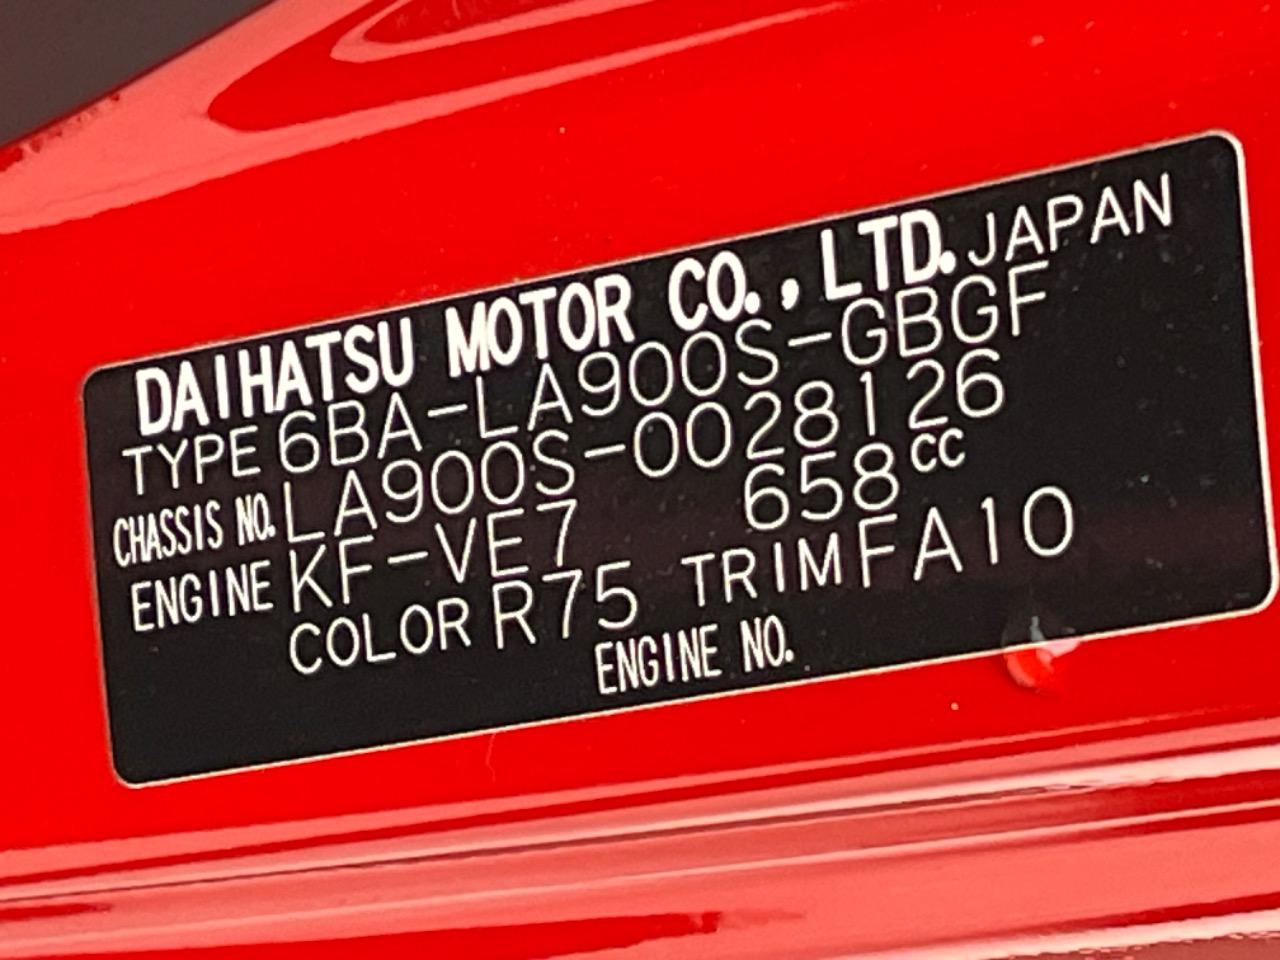 DAIHATSU MOTOR CO., LTD. JAPAN
TYPE 6BA-LA900S-GBGF
CHASSIS NO. LA900S-0028126
ENGINE KF-VE7 658cc
COLOR R75 TRIM FA10
ENGINE NO.